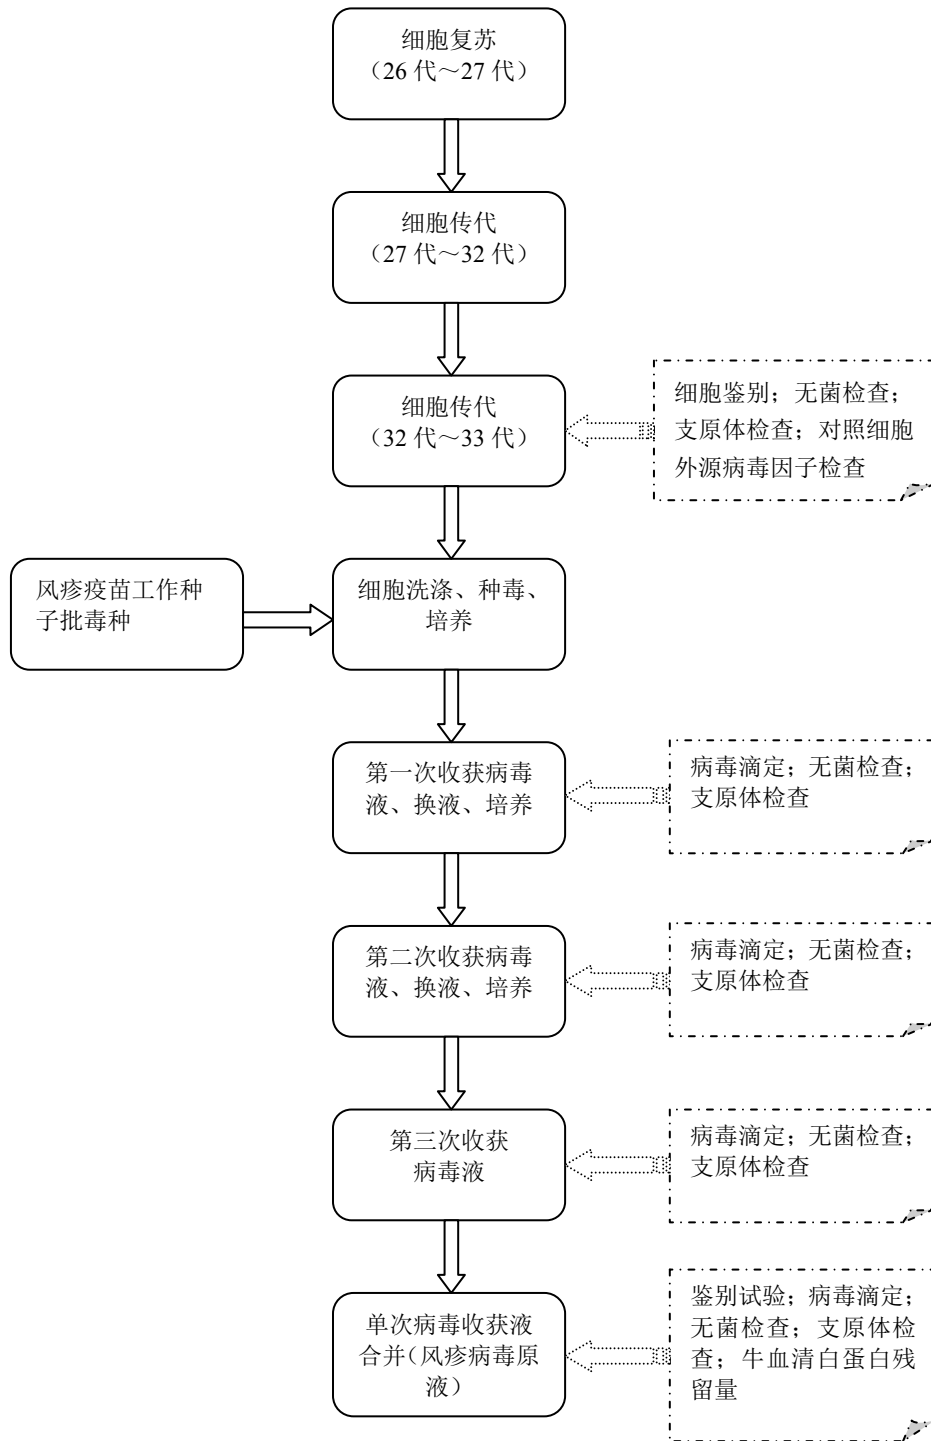 细胞复苏
（26 代～27 代）
细胞传代
（27 代～32 代）
细胞传代
（32 代～33 代）
细胞鉴别；无菌检查；
支原体检查；对照细胞
外源病毒因子检查
风疹疫苗工作种
子批毒种
细胞洗涤、种毒、
培养
第一次收获病毒
液、换液、培养
病毒滴定；无菌检查；
支原体检查
第二次收获病毒
液、换液、培养
病毒滴定；无菌检查；
支原体检查
第三次收获
病毒液
病毒滴定；无菌检查；
支原体检查
单次病毒收获液
合并（风疹病毒原
液）
鉴别试验；病毒滴定；
无菌检查；支原体检
查；牛血清白蛋白残
留量